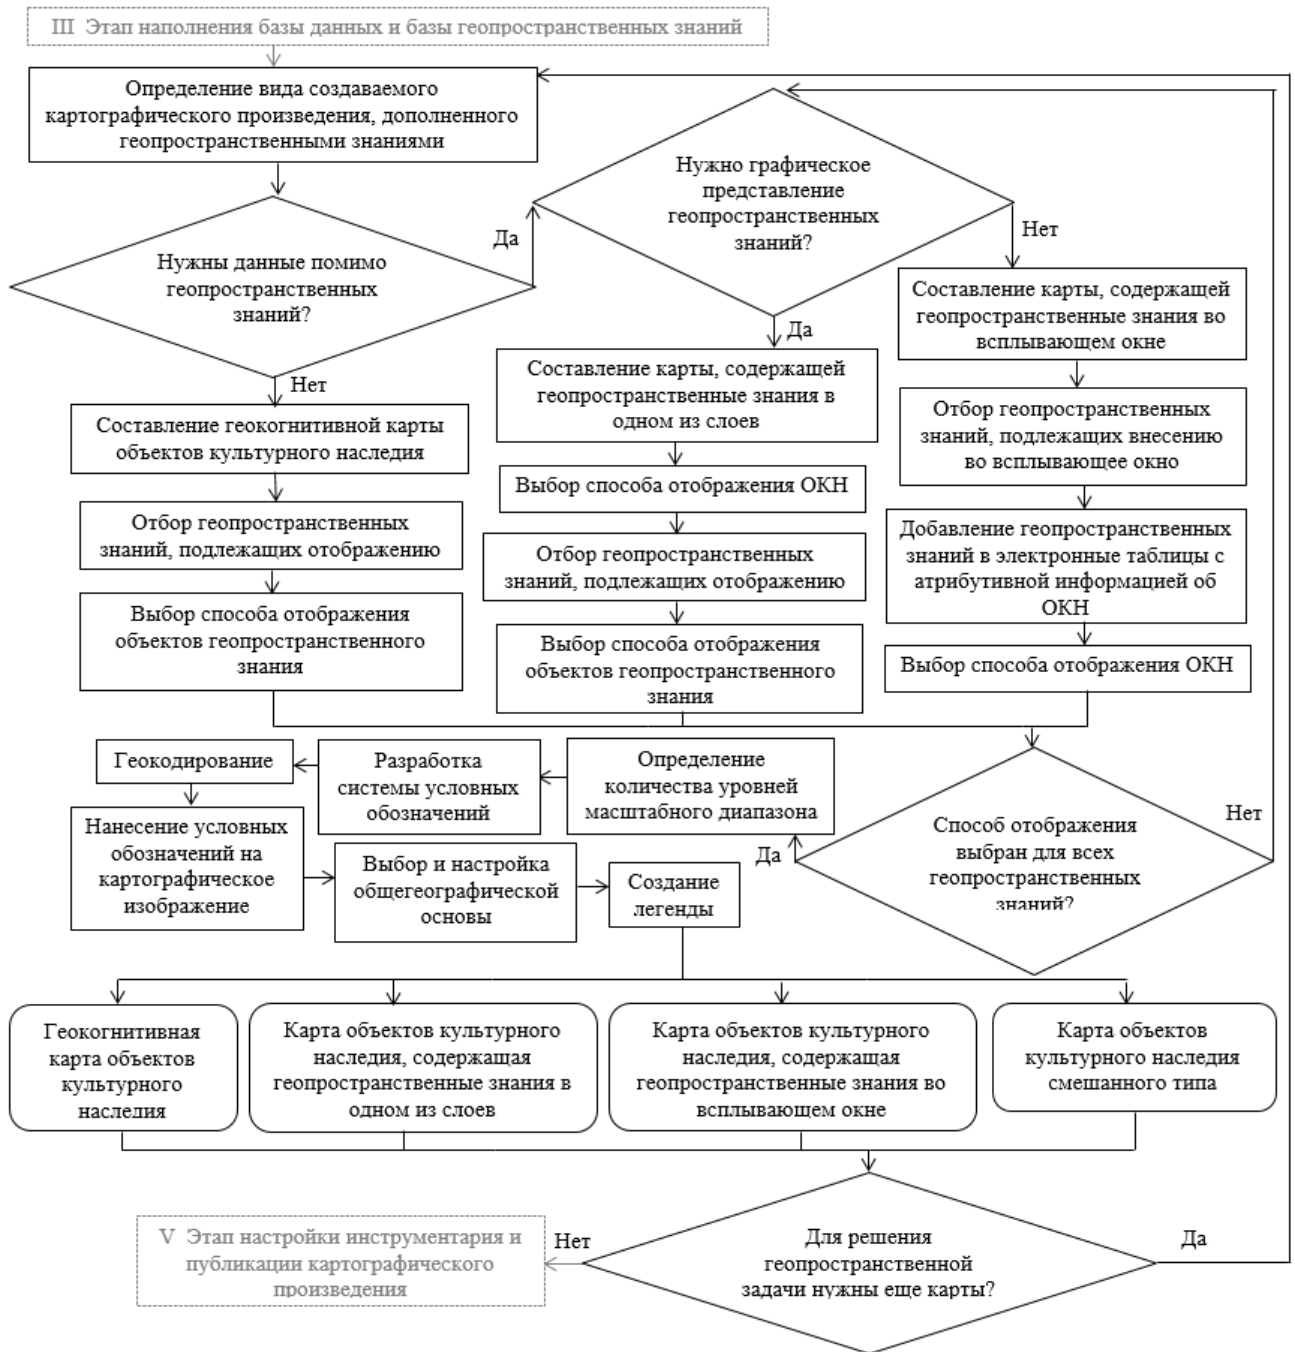 III Этап наполнения базы данных и базы геопространственных знаний
Определение вида создаваемого
картографического произведения, дополненного
геопространственными знаниями
Нужно графическое
представление
геопространственных
знаний?
Да
Нет
Нужны данные помимо
геопространственных
знаний?
Нет
Да
Составление карты, содержащей
геопространственные знания во
всплывающем окне
Составление карты, содержащей
геопространственные знания в
одном из слоев
Составление геокогнитивной карты
объектов культурного наследия
Отбор геопространственных
знаний, подлежащих внесению
во всплывающее окно
Выбор способа отображения ОКН
Отбор геопространственных
знаний, подлежащих отображению
Отбор геопространственных
знаний, подлежащих отображению
Добавление геопространственных
знаний в электронные таблицы с
атрибутивной информацией об
ОКН
Выбор способа отображения
объектов геопространственного
знания
Выбор способа отображения
объектов геопространственного
знания
Выбор способа отображения ОКН
Геокодирование
Разработка
системы условных
обозначений
Определение
количества уровней
масштабного диапазона
Способ отображения
выбран для всех
геопространственных
знаний?
Нет
Да
Нанесение условных
обозначений на
картографическое
изображение
Выбор и настройка
общегеографической
основы
Создание
легенды
Геокогнитивная
карта объектов
культурного
наследия
Карта объектов культурного
наследия, содержащая
геопространственные знания в
одном из слоев
Карта объектов культурного
наследия, содержащая
геопространственные знания во
всплывающем окне
Карта объектов
культурного наследия
смешанного типа
V Этап настройки инструментария и
публикации картографического
произведения
Нет
Для решения
геопространственной
задачи нужны еще карты?
Да